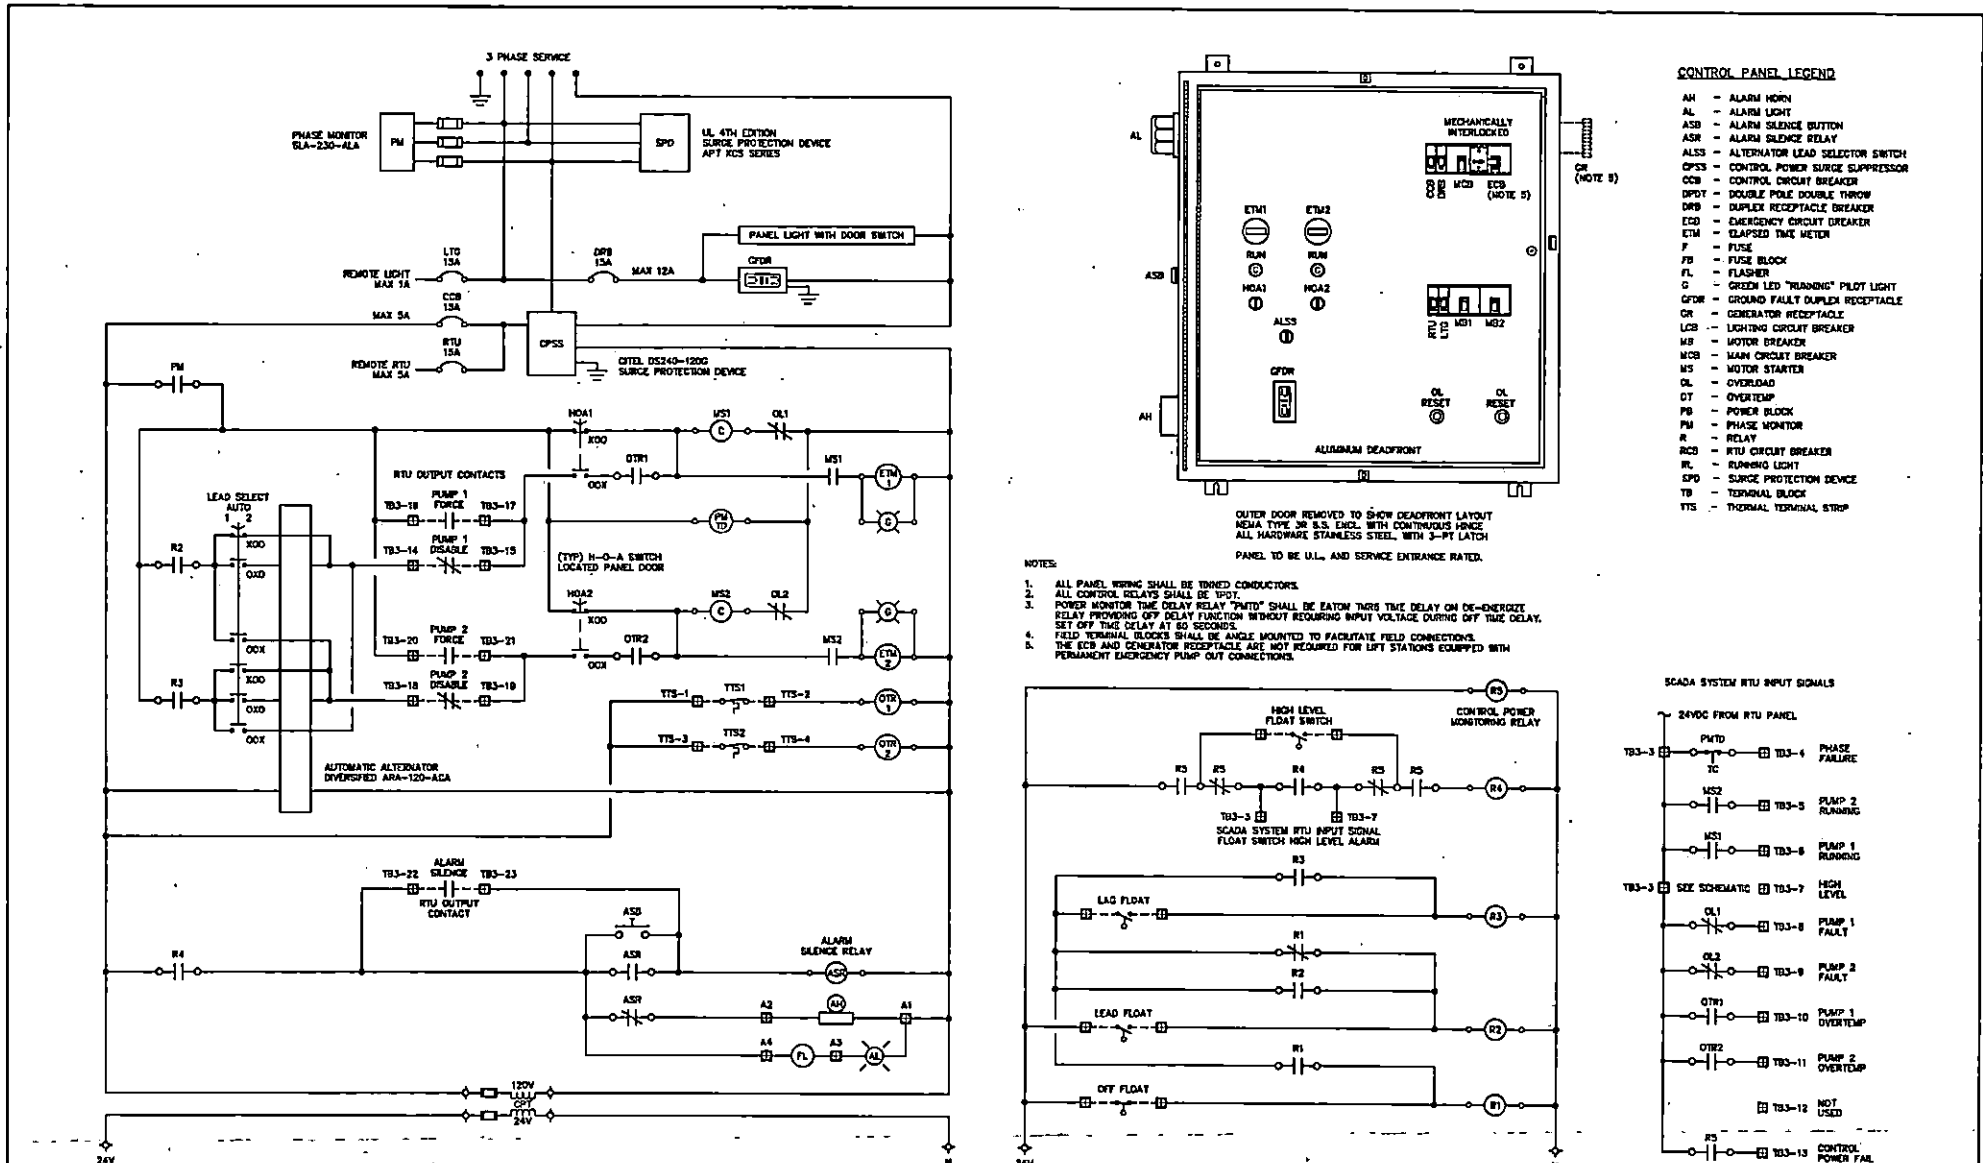 3 PHASE SERVICE
PHASE MONITOR
SLA-230-ALA
PM
SPD
UL 4TH EDITION
SURGE PROTECTION DEVICE
APT XCS SERIES
PANEL LIGHT WITH DOOR SWITCH
LTG
15A
REMOTE LIGHT
MAX 1A
DRB
15A
MAX 12A
GFDR
CCB
15A
MAX 5A
RTU
15A
REMOTE RTU
MAX 5A
CPSS
CITEL DS240-120G
SURGE PROTECTION DEVICE
PM
HOA1
XOO
OOX
MS1
C
OL1
OTR1
MS1
ETM
1
G
RTU OUTPUT CONTACTS
LEAD SELECT
AUTO
1 2
XOO
OXO
OOX
XOO
OXO
OOX
R2
R3
TB3-16
PUMP 1
FORCE
TB3-17
TB3-14
PUMP 1
DISABLE
TB3-15
PM
TD
(TYP) H-O-A SWITCH
LOCATED PANEL DOOR
HOA2
XOO
OOX
MS2
C
OL2
OTR2
MS2
G
ETM
2
TB3-20
PUMP 2
FORCE
TB3-21
TB3-18
PUMP 2
DISABLE
TB3-19
TTS-1
TTS1
TTS-2
OTR
1
TTS-3
TTS2
TTS-4
OTR
2
AUTOMATIC ALTERNATOR
DIVERSIFIED ARA-120-ACA
TB3-22
ALARM
SILENCE
TB3-23
RTU OUTPUT
CONTACT
ASB
R4
ASR
ALARM
SILENCE RELAY
ASR
ASR
A2
AH
A1
A4
FL
A3
AL
120V
CPT
24V
24V
N
AL
ASB
AH
MECHANICALLY
INTERLOCKED
CCB
DRB
MCB
ECB
(NOTE 5)
GR
(NOTE 5)
ETM1
ETM2
RUN
RUN
G
G
HOA1
HOA2
ALSS
RTU
LTG
MB1
MB2
GFDR
OL
RESET
OL
RESET
ALUMINUM DEADFRONT
OUTER DOOR REMOVED TO SHOW DEADFRONT LAYOUT
NEMA TYPE 3R S.S. ENCL. WITH CONTINUOUS HINGE
ALL HARDWARE STAINLESS STEEL, WITH 3-PT LATCH
PANEL TO BE U.L. AND SERVICE ENTRANCE RATED.
CONTROL PANEL LEGEND
AH - ALARM HORN
AL - ALARM LIGHT
ASB - ALARM SILENCE BUTTON
ASR - ALARM SILENCE RELAY
ALSS - ALTERNATOR LEAD SELECTOR SWITCH
CPSS - CONTROL POWER SURGE SUPPRESSOR
CCB - CONTROL CIRCUIT BREAKER
DPDT - DOUBLE POLE DOUBLE THROW
DRB - DUPLEX RECEPTACLE BREAKER
ECB - EMERGENCY CIRCUIT BREAKER
ETM - ELAPSED TIME METER
F - FUSE
FB - FUSE BLOCK
FL - FLASHER
G - GREEN LED "RUNNING" PILOT LIGHT
GFDR - GROUND FAULT DUPLEX RECEPTACLE
GR - GENERATOR RECEPTACLE
LCB - LIGHTING CIRCUIT BREAKER
MB - MOTOR BREAKER
MCB - MAIN CIRCUIT BREAKER
MS - MOTOR STARTER
OL - OVERLOAD
OT - OVERTEMP
PB - POWER BLOCK
PM - PHASE MONITOR
R - RELAY
RCB - RTU CIRCUIT BREAKER
RL - RUNNING LIGHT
SPD - SURGE PROTECTION DEVICE
TB - TERMINAL BLOCK
TTS - THERMAL TERMINAL STRIP
NOTES:
1. ALL PANEL WIRING SHALL BE TINNED CONDUCTORS.
2. ALL CONTROL RELAYS SHALL BE TPDT.
3. POWER MONITOR TIME DELAY RELAY "PMTD" SHALL BE EATON TMR5 TIME DELAY ON DE-ENERGIZE
RELAY PROVIDING OFF DELAY FUNCTION WITHOUT REQUIRING INPUT VOLTAGE DURING OFF TIME DELAY.
SET OFF TIME DELAY AT 60 SECONDS.
4. FIELD TERMINAL BLOCKS SHALL BE ANGLE MOUNTED TO FACILITATE FIELD CONNECTIONS.
5. THE ECB AND GENERATOR RECEPTACLE ARE NOT REQUIRED FOR LIFT STATIONS EQUIPPED WITH
PERMANENT EMERGENCY PUMP OUT CONNECTIONS.
R5
CONTROL POWER
MONITORING RELAY
HIGH LEVEL
FLOAT SWITCH
R5
R5
R4
R5
R5
R4
TB3-3
TB3-7
SCADA SYSTEM RTU INPUT SIGNAL
FLOAT SWITCH HIGH LEVEL ALARM
R3
LAG FLOAT
R3
R1
R2
LEAD FLOAT
R2
R1
OFF FLOAT
R1
24V
SCADA SYSTEM RTU INPUT SIGNALS
24VDC FROM RTU PANEL
TB3-3
PMTD
TC
TB3-4
PHASE
FAILURE
MS2
TB3-5
PUMP 2
RUNNING
MS1
TB3-6
PUMP 1
RUNNING
TB3-3
SEE SCHEMATIC
TB3-7
HIGH
LEVEL
OL1
TB3-8
PUMP 1
FAULT
OL2
TB3-9
PUMP 2
FAULT
OTR1
TB3-10
PUMP 1
OVERTEMP
OTR2
TB3-11
PUMP 2
OVERTEMP
TB3-12
NOT
USED
R5
TB3-13
CONTROL
POWER FAIL